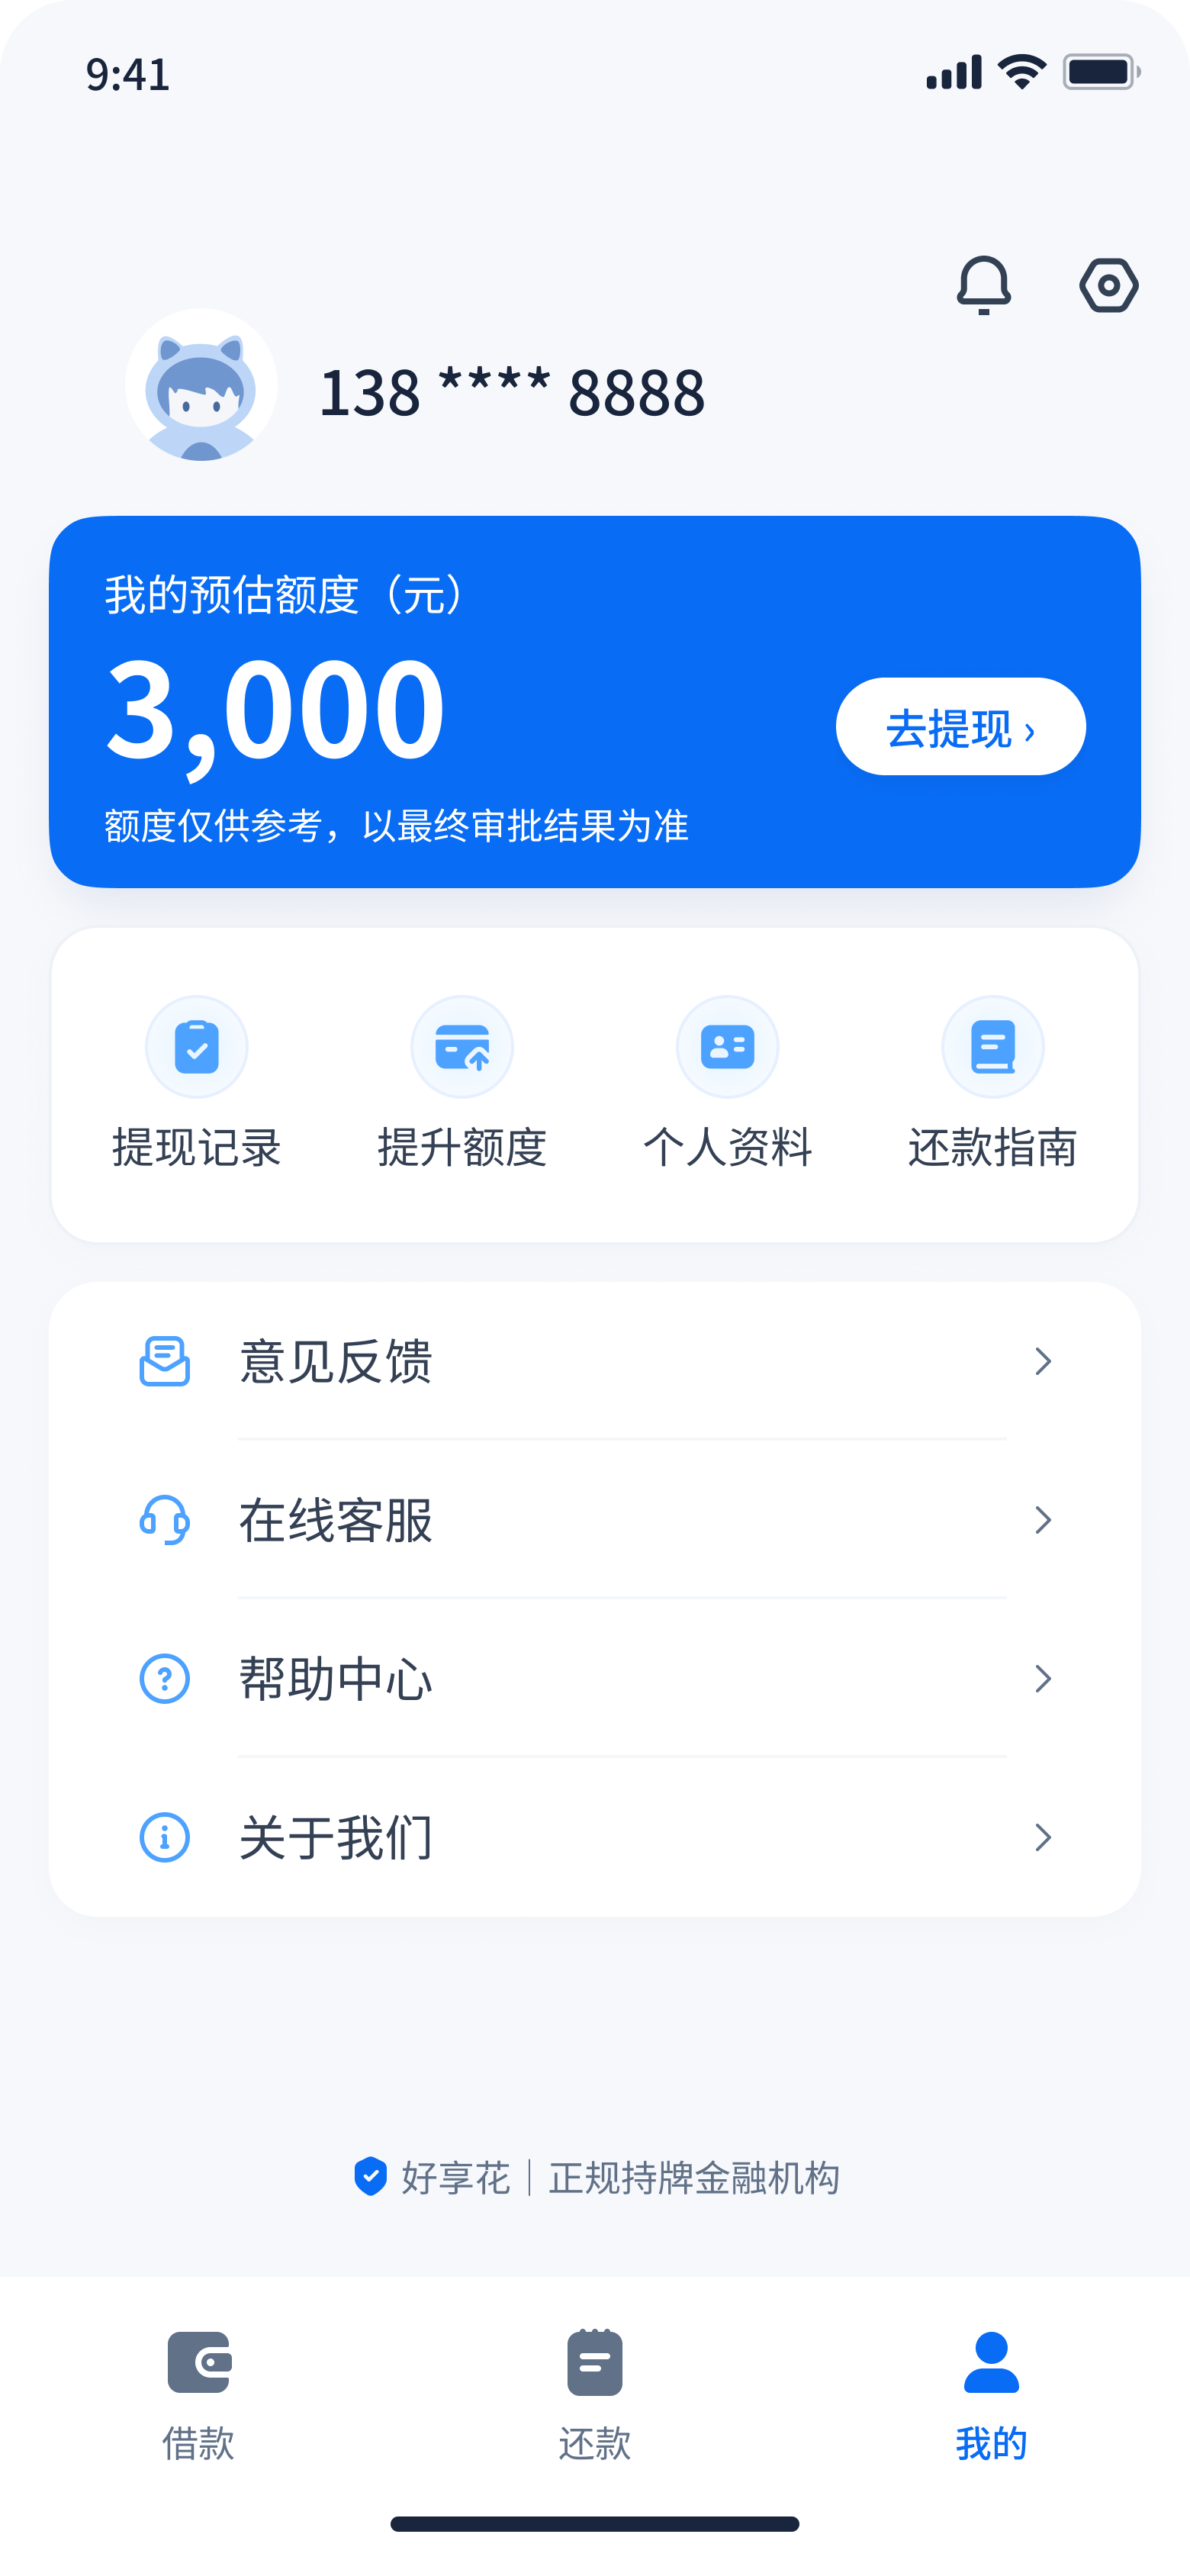 9:41
138 **** 8888
我的预估额度（元）
3,000
去提现 ›
额度仅供参考，以最终审批结果为准
提现记录
提升额度
个人资料
还款指南
意见反馈
在线客服
帮助中心
关于我们
好享花｜正规持牌金融机构
借款
还款
我的